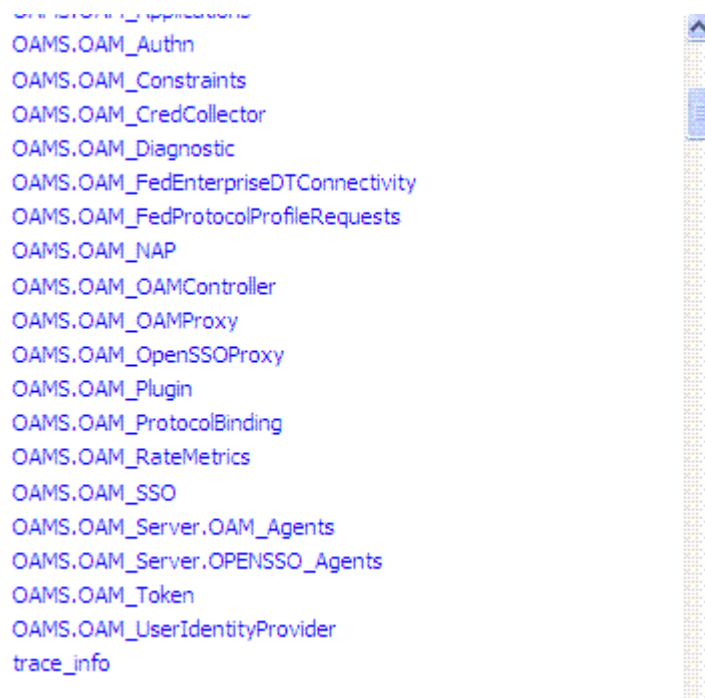 OAMS.OAM_Applications
OAMS.OAM_Authn
OAMS.OAM_Constraints
OAMS.OAM_CredCollector
OAMS.OAM_Diagnostic
OAMS.OAM_FedEnterpriseDTConnectivity
OAMS.OAM_FedProtocolProfileRequests
OAMS.OAM_NAP
OAMS.OAM_OAMController
OAMS.OAM_OAMProxy
OAMS.OAM_OpenSSOProxy
OAMS.OAM_Plugin
OAMS.OAM_ProtocolBinding
OAMS.OAM_RateMetrics
OAMS.OAM_SSO
OAMS.OAM_Server.OAM_Agents
OAMS.OAM_Server.OPENSSO_Agents
OAMS.OAM_Token
OAMS.OAM_UserIdentityProvider
trace_info